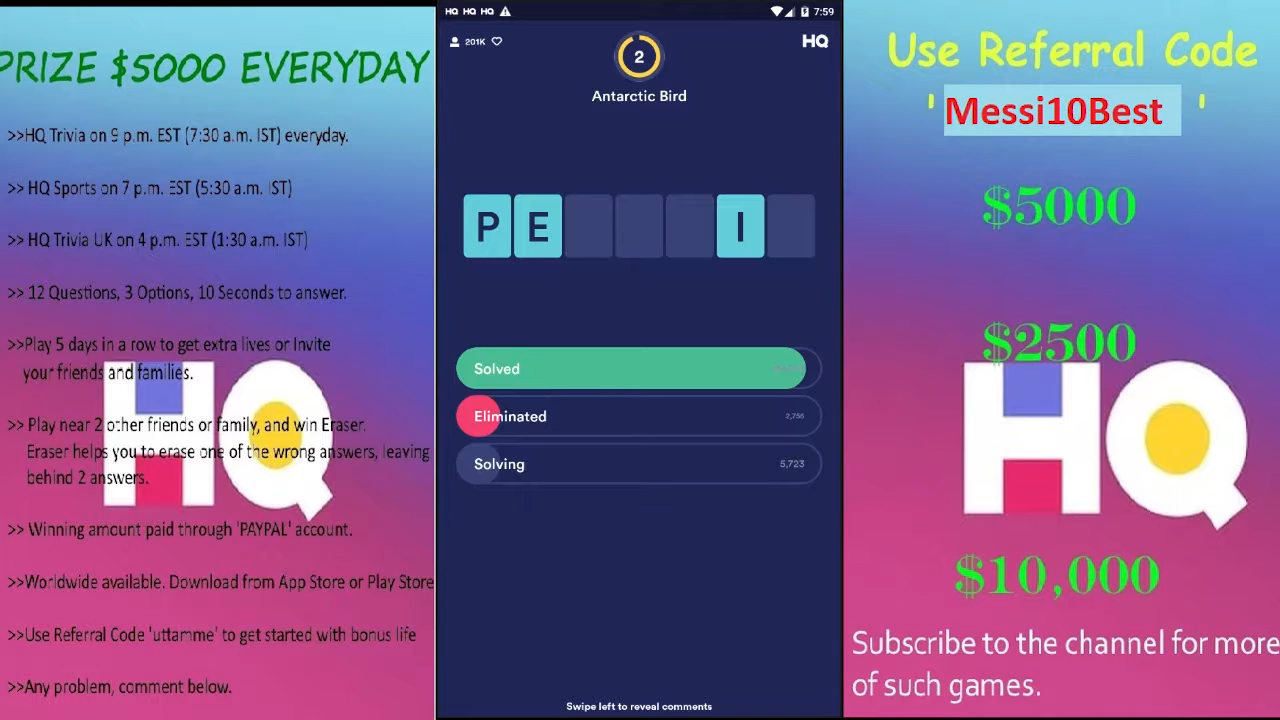 PRIZE $5000 EVERYDAY
>>HQ Trivia on 9 p.m. EST (7:30 a.m. IST) everyday.
>> HQ Sports on 7 p.m. EST (5:30 a.m. IST)
>> HQ Trivia UK on 4 p.m. EST (1:30 a.m. IST)
>> 12 Questions, 3 Options, 10 Seconds to answer.
>>Play 5 days in a row to get extra lives or Invite
your friends and families.
>> Play near 2 other friends or family, and win Eraser.
Eraser helps you to erase one of the wrong answers, leaving
behind 2 answers.
>> Winning amount paid through 'PAYPAL' account.
>>Worldwide available. Download from App Store or Play Store
>>Use Referral Code 'uttamme' to get started with bonus life
>>Any problem, comment below.
HQ
HQ HQ HQ 7:59
201K HQ
2
Antarctic Bird
P E I
Solved
Eliminated 2,756
Solving 5,723
Swipe left to reveal comments
Use Referral Code
' Messi10Best '
$5000
$2500
HQ
$10,000
Subscribe to the channel for more
of such games.